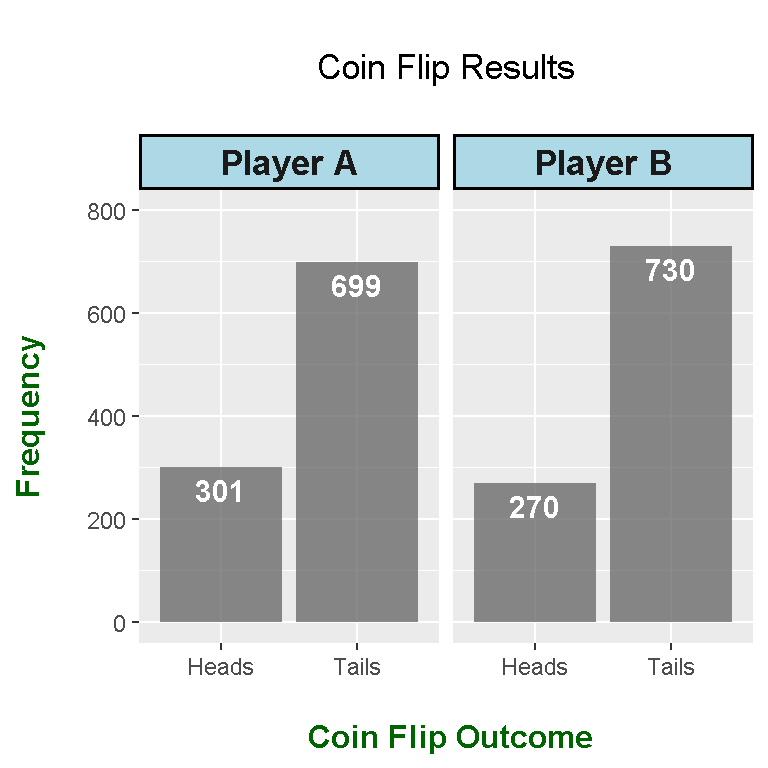 Coin Flip Results
Player A
Player B
Frequency
800
600
400
200
0
699
301
730
270
Heads
Tails
Heads
Tails
Coin Flip Outcome